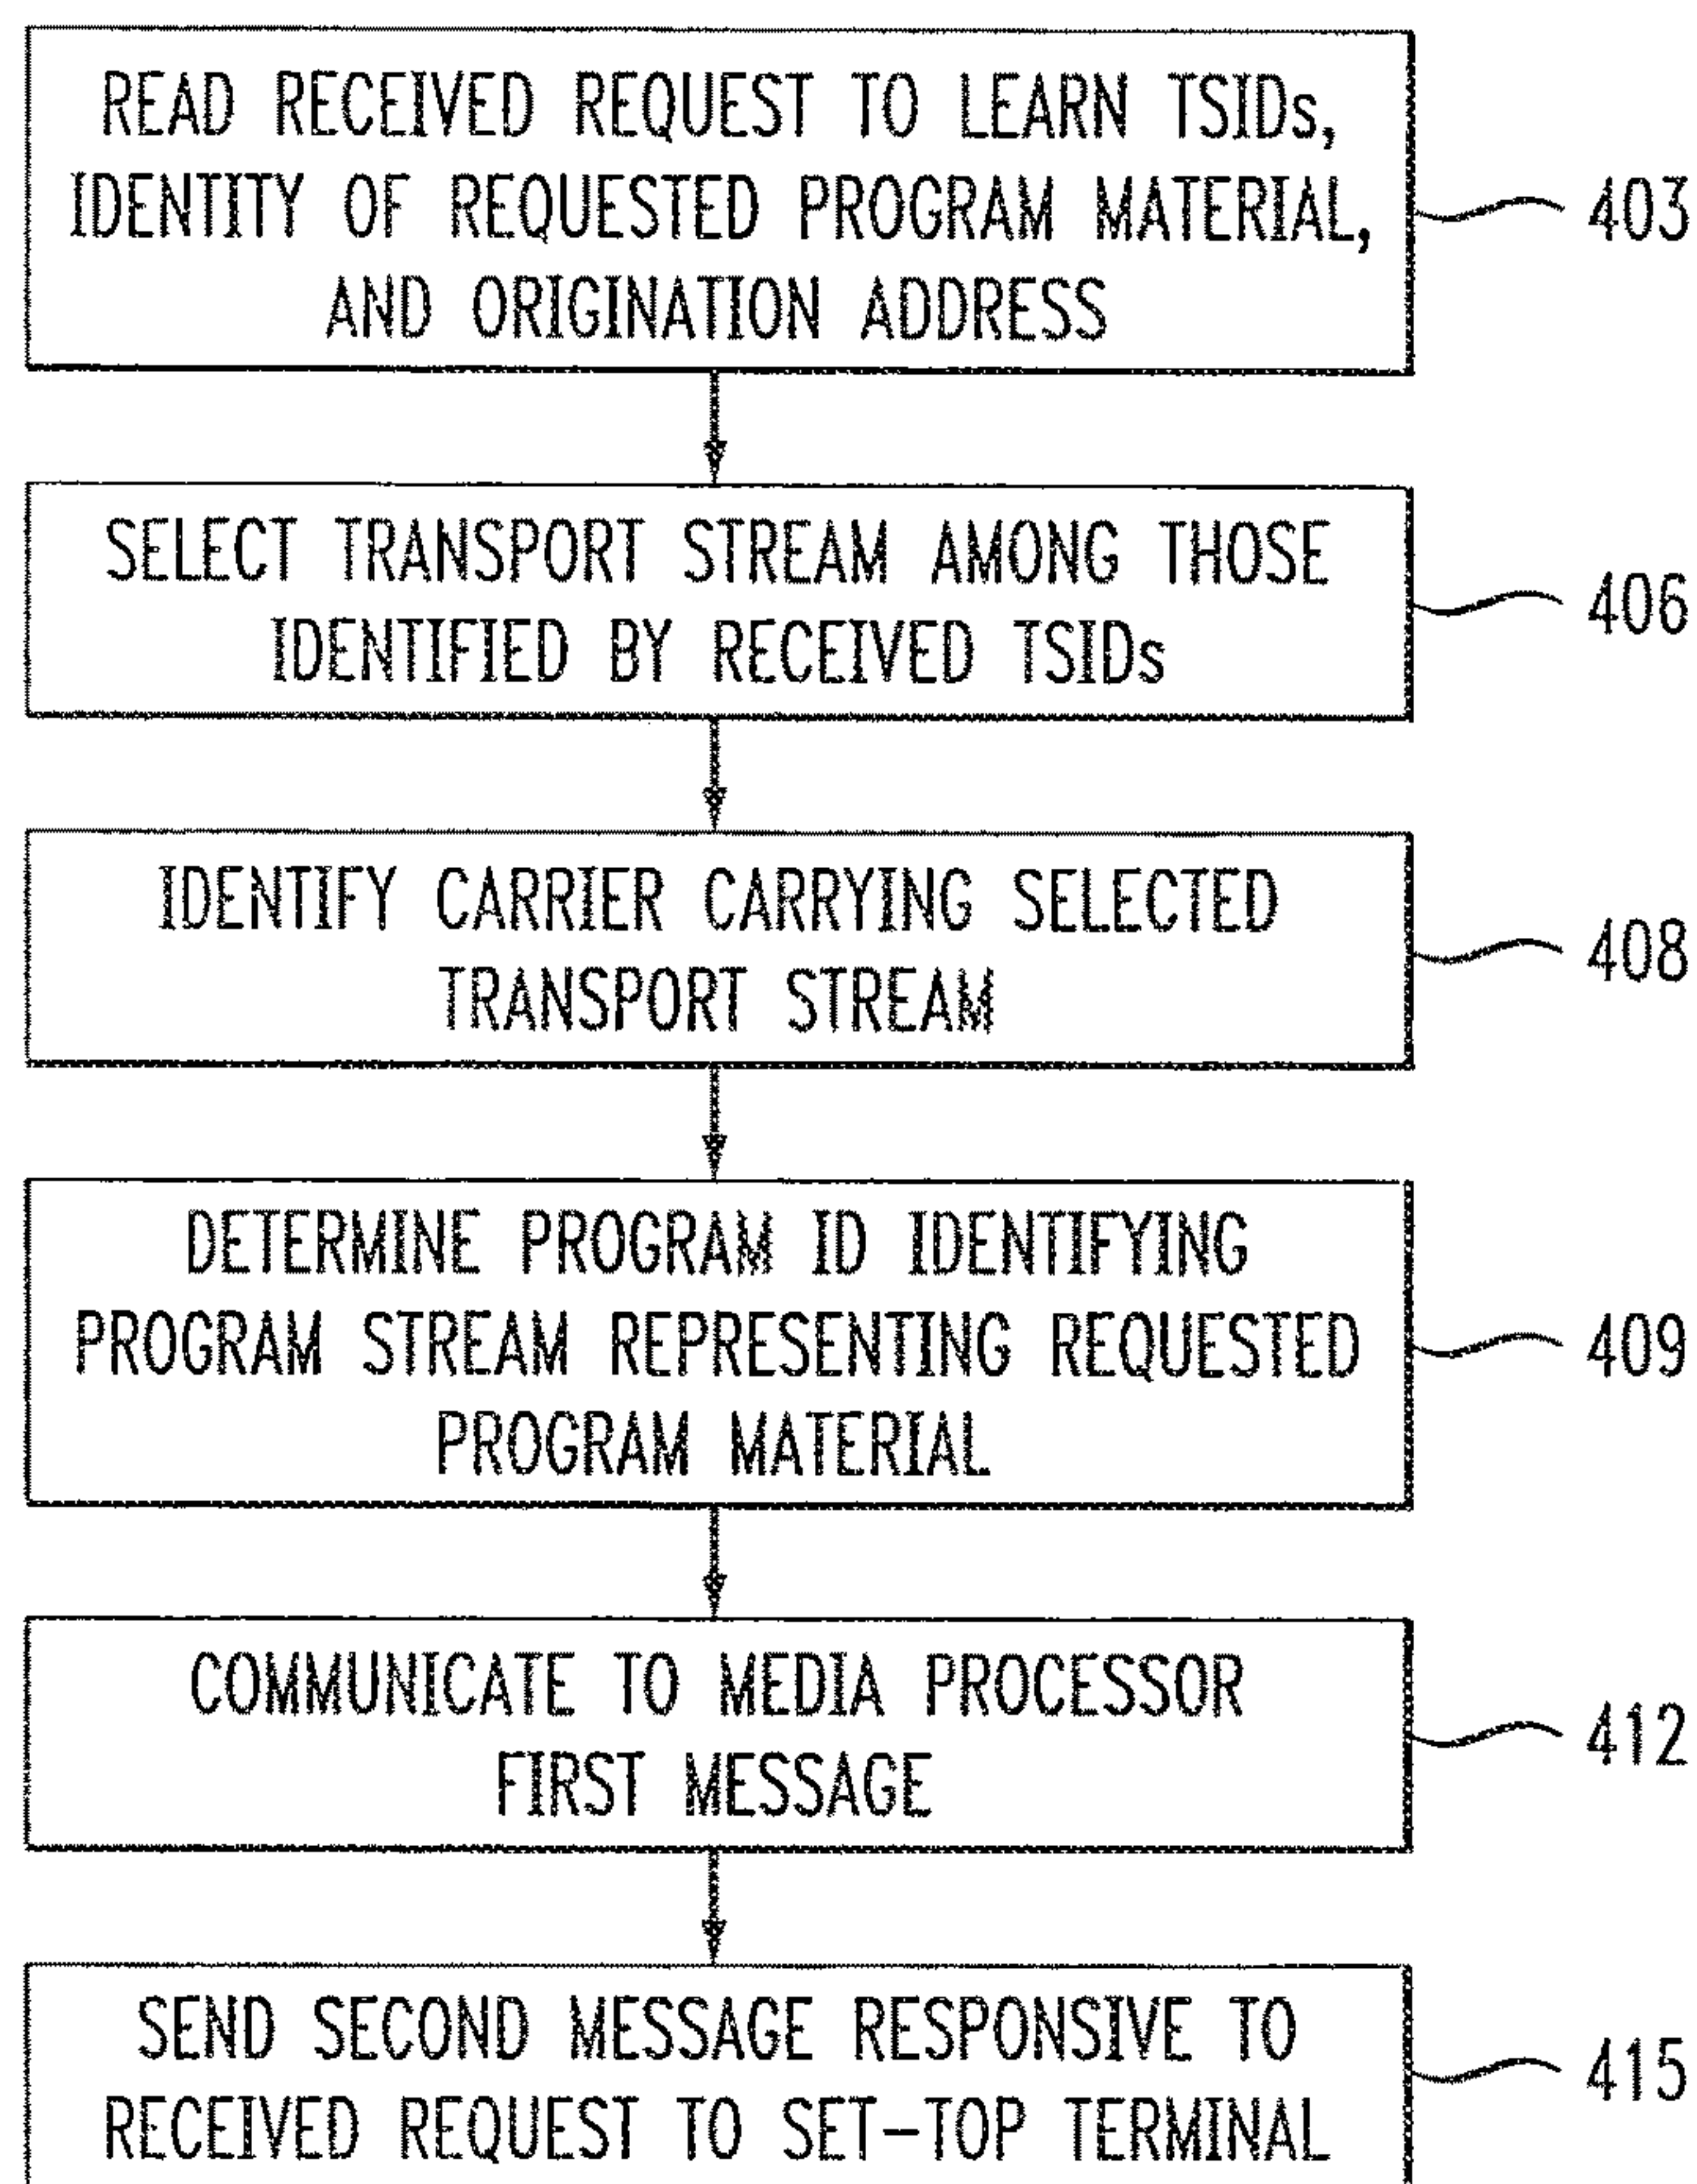 READ RECEIVED REQUEST TO LEARN TSIDs,
IDENTITY OF REQUESTED PROGRAM MATERIAL,
AND ORIGINATION ADDRESS
403
SELECT TRANSPORT STREAM AMONG THOSE
IDENTIFIED BY RECEIVED TSIDs
406
IDENTIFY CARRIER CARRYING SELECTED
TRANSPORT STREAM
408
DETERMINE PROGRAM ID IDENTIFYING
PROGRAM STREAM REPRESENTING REQUESTED
PROGRAM MATERIAL
409
COMMUNICATE TO MEDIA PROCESSOR
FIRST MESSAGE
412
SEND SECOND MESSAGE RESPONSIVE TO
RECEIVED REQUEST TO SET-TOP TERMINAL
415